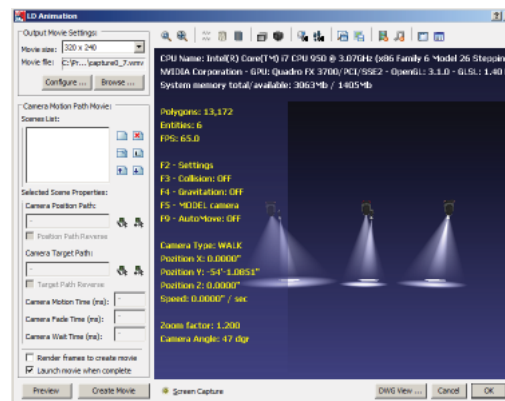 LD Animation
Output Movie Settings:
Movie size: 320 x 240
Movie file: C:\Pr...\capture0_7.wmv
Configure ... Browse ...
Camera Motion Path Movie:
Scenes List:
Selected Scene Properties:
Camera Position Path:
Position Path Reverse
Camera Target Path:
Target Path Reverse
Camera Motion Time (ms):
Camera Fade Time (ms):
Camera Wait Time (ms):
Render frames to create movie
Launch movie when complete
Preview Create Movie
CPU Name: Intel(R) Core(TM) i7 CPU 950 @ 3.07GHz (x86 Family 6 Model 26 Steppin
NVIDIA Corporation - GPU: Quadro FX 3700/PCI/SSE2 - OpenGL: 3.1.0 - GLSL: 1.40
System memory total/available: 3063Mb / 1405Mb
Polygons: 13,172
Entities: 6
FPS: 65.0
F2 - Settings
F3 - Collision: OFF
F4 - Gravitation: OFF
F5 - MODEL camera
F9 - AutoMove: OFF
Camera Type: WALK
Pozition X: 0.0000"
Pozition Y: -54'-1.0851"
Pozition Z: 0.0000"
Speed: 0.0000" / sec
Zoom factor: 1.200
Camera Angle: 47 dgr
Screen Capture
DWG View ... Cancel OK